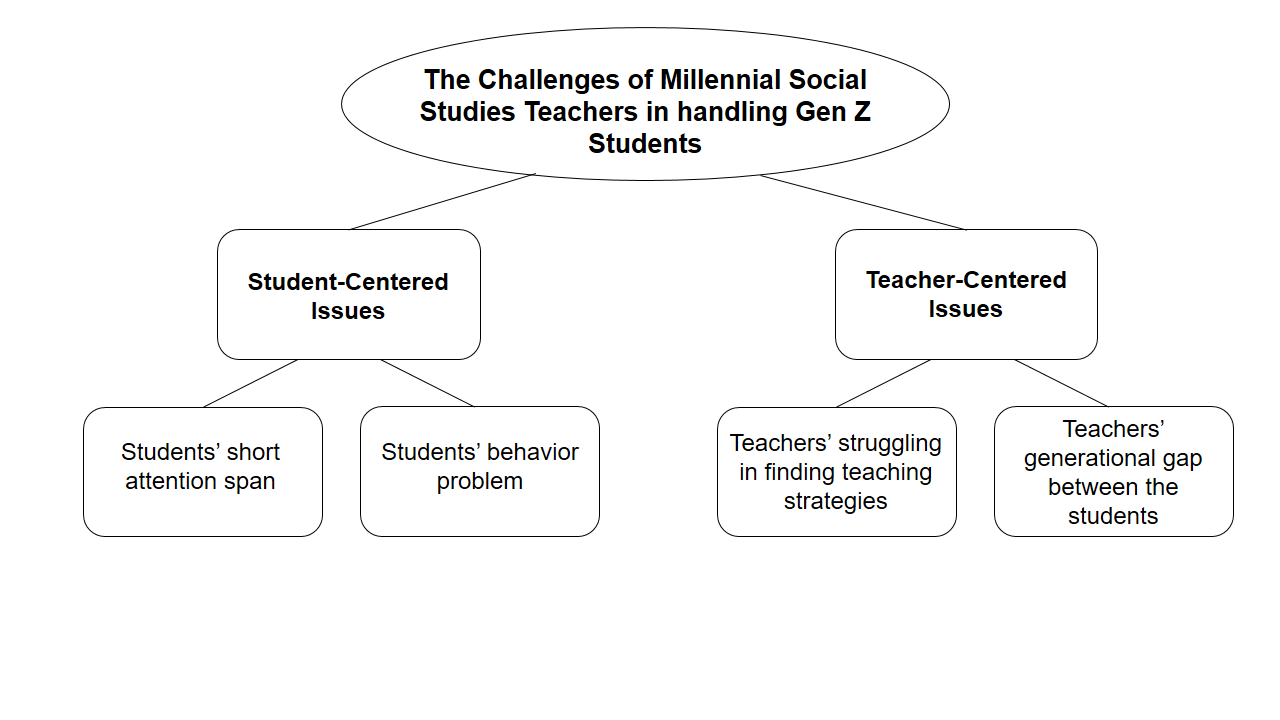 The Challenges of Millennial Social
Studies Teachers in handling Gen Z
Students
Student-Centered
Issues
Teacher-Centered
Issues
Students’ short
attention span
Students’ behavior
problem
Teachers’ struggling
in finding teaching
strategies
Teachers’
generational gap
between the
students